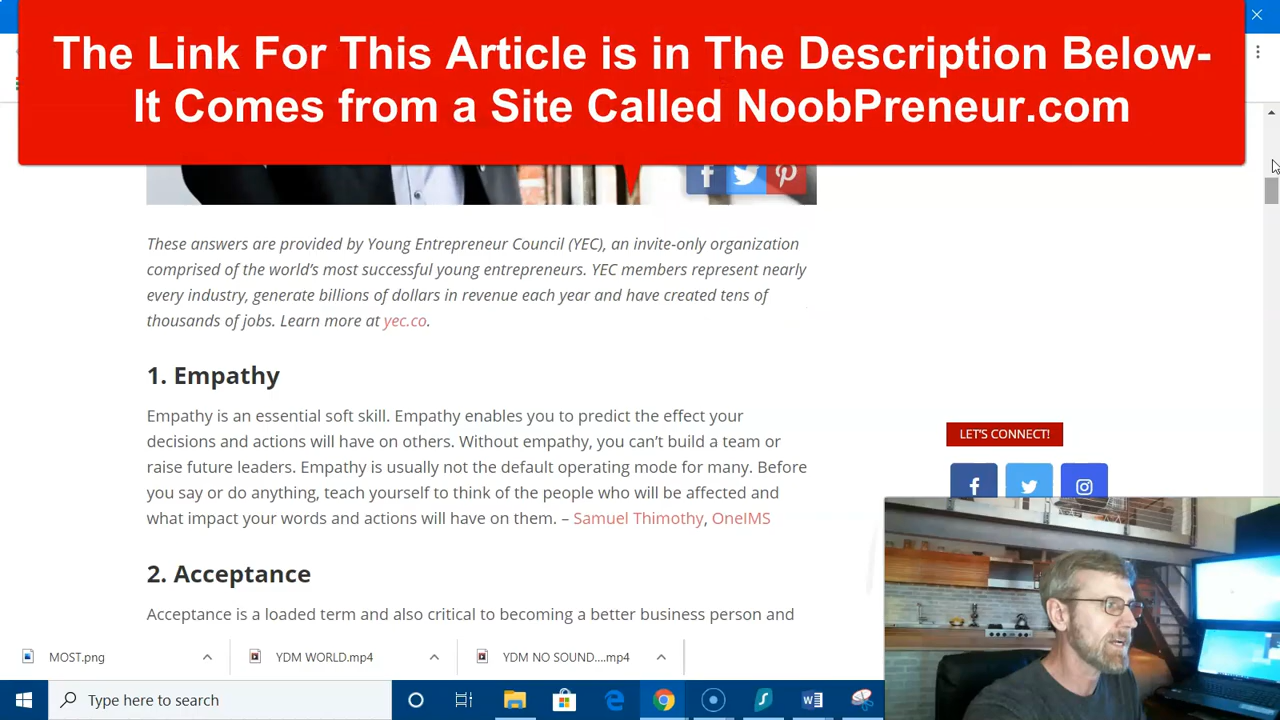 The Link For This Article is in The Description Below-
It Comes from a Site Called NoobPreneur.com
These answers are provided by Young Entrepreneur Council (YEC), an invite-only organization
comprised of the world's most successful young entrepreneurs. YEC members represent nearly
every industry, generate billions of dollars in revenue each year and have created tens of
thousands of jobs. Learn more at yec.co.
1. Empathy
Empathy is an essential soft skill. Empathy enables you to predict the effect your
decisions and actions will have on others. Without empathy, you can't build a team or
raise future leaders. Empathy is usually not the default operating mode for many. Before
you say or do anything, teach yourself to think of the people who will be affected and
what impact your words and actions will have on them. – Samuel Thimothy, OneIMS
2. Acceptance
Acceptance is a loaded term and also critical to becoming a better business person and
LET'S CONNECT!
MOST.png
YDM WORLD.mp4
YDM NO SOUND....mp4
Type here to search